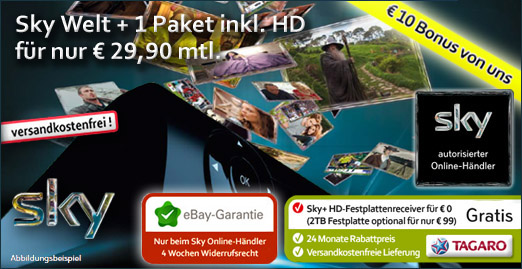 Sky Welt + 1 Paket inkl. HD
für nur € 29,90 mtl.
€ 10 Bonus von uns
versandkostenfrei !
sky
autorisierter
Online-Händler
OK
sky
Abbildungsbeispiel
eBay-Garantie
Nur beim Sky Online-Händler
4 Wochen Widerrufsrecht
Sky+ HD-Festplattenreceiver für € 0
(2TB Festplatte optional für nur € 99)
Gratis
24 Monate Rabattpreis
Versandkostenfreie Lieferung
TAGARO